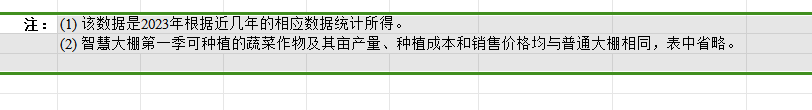 注： (1) 该数据是2023年根据近几年的相应数据统计所得。
(2) 智慧大棚第一季可种植的蔬菜作物及其亩产量、种植成本和销售价格均与普通大棚相同，表中省略。